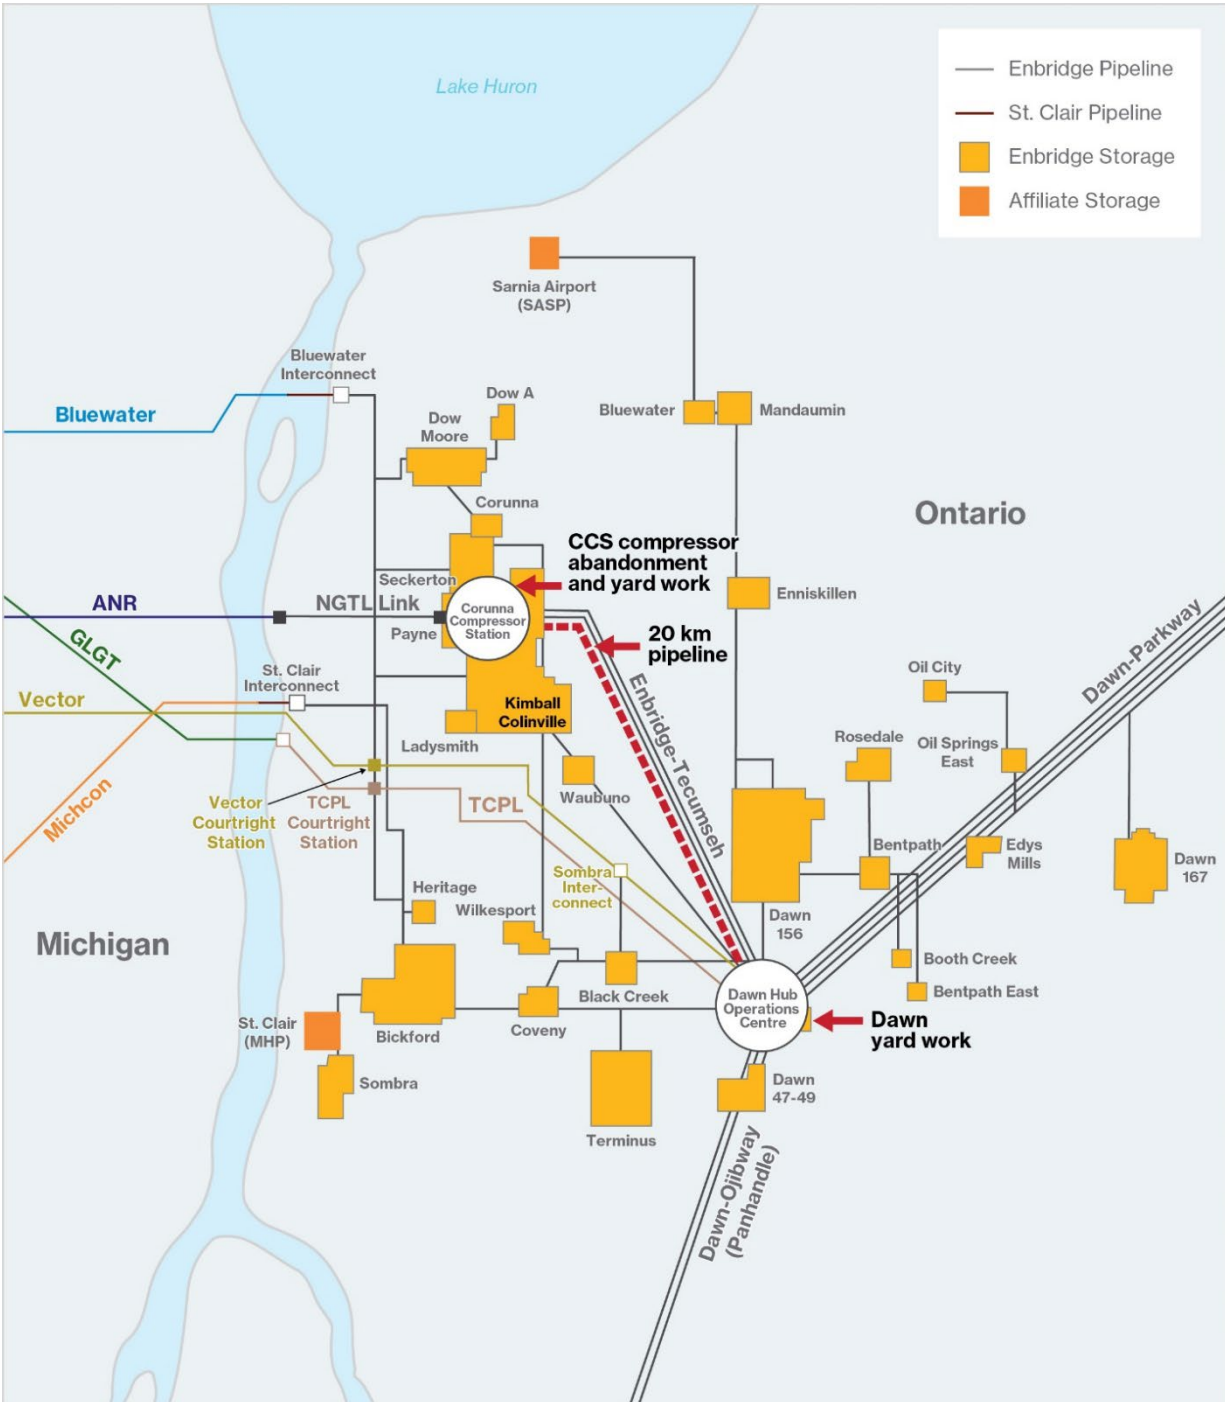 Lake Huron
Enbridge Pipeline
St. Clair Pipeline
Enbridge Storage
Affiliate Storage
Sarnia Airport
(SASP)
Bluewater
Interconnect
Bluewater
Dow A
Dow
Moore
Bluewater
Mandaumin
Corunna
Ontario
CCS compressor
abandonment
and yard work
Seckerton
Enniskillen
ANR
NGTL Link
Corunna
Compressor
Station
Payne
20 km
pipeline
GLGT
St. Clair
Interconnect
Vector
Kimball
Colinville
Ladysmith
Enbridge-Tecumseh
Dawn-Parkway
Oil City
Rosedale
Oil Springs
East
Michcon
Vector
Courtright
Station
TCPL
Courtright
Station
TCPL
Waubuno
Bentpath
Edys
Mills
Dawn
167
Sombra
Inter-
connect
Heritage
Wilkesport
Dawn
156
Michigan
Booth Creek
Bentpath East
Black Creek
Dawn Hub
Operations
Centre
St. Clair
(MHP)
Bickford
Coveny
Dawn
yard work
Sombra
Dawn
47-49
Terminus
Dawn-Ojibway
(Panhandle)